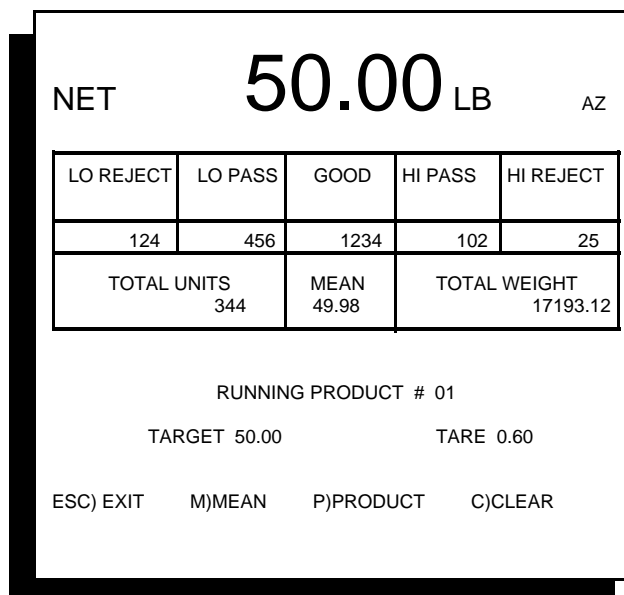 NET 50.00 LB AZ
LO REJECT LO PASS GOOD HI PASS HI REJECT
124 456 1234 102 25
TOTAL UNITS MEAN TOTAL WEIGHT
344 49.98 17193.12
RUNNING PRODUCT # 01
TARGET 50.00 TARE 0.60
ESC) EXIT M)MEAN P)PRODUCT C)CLEAR